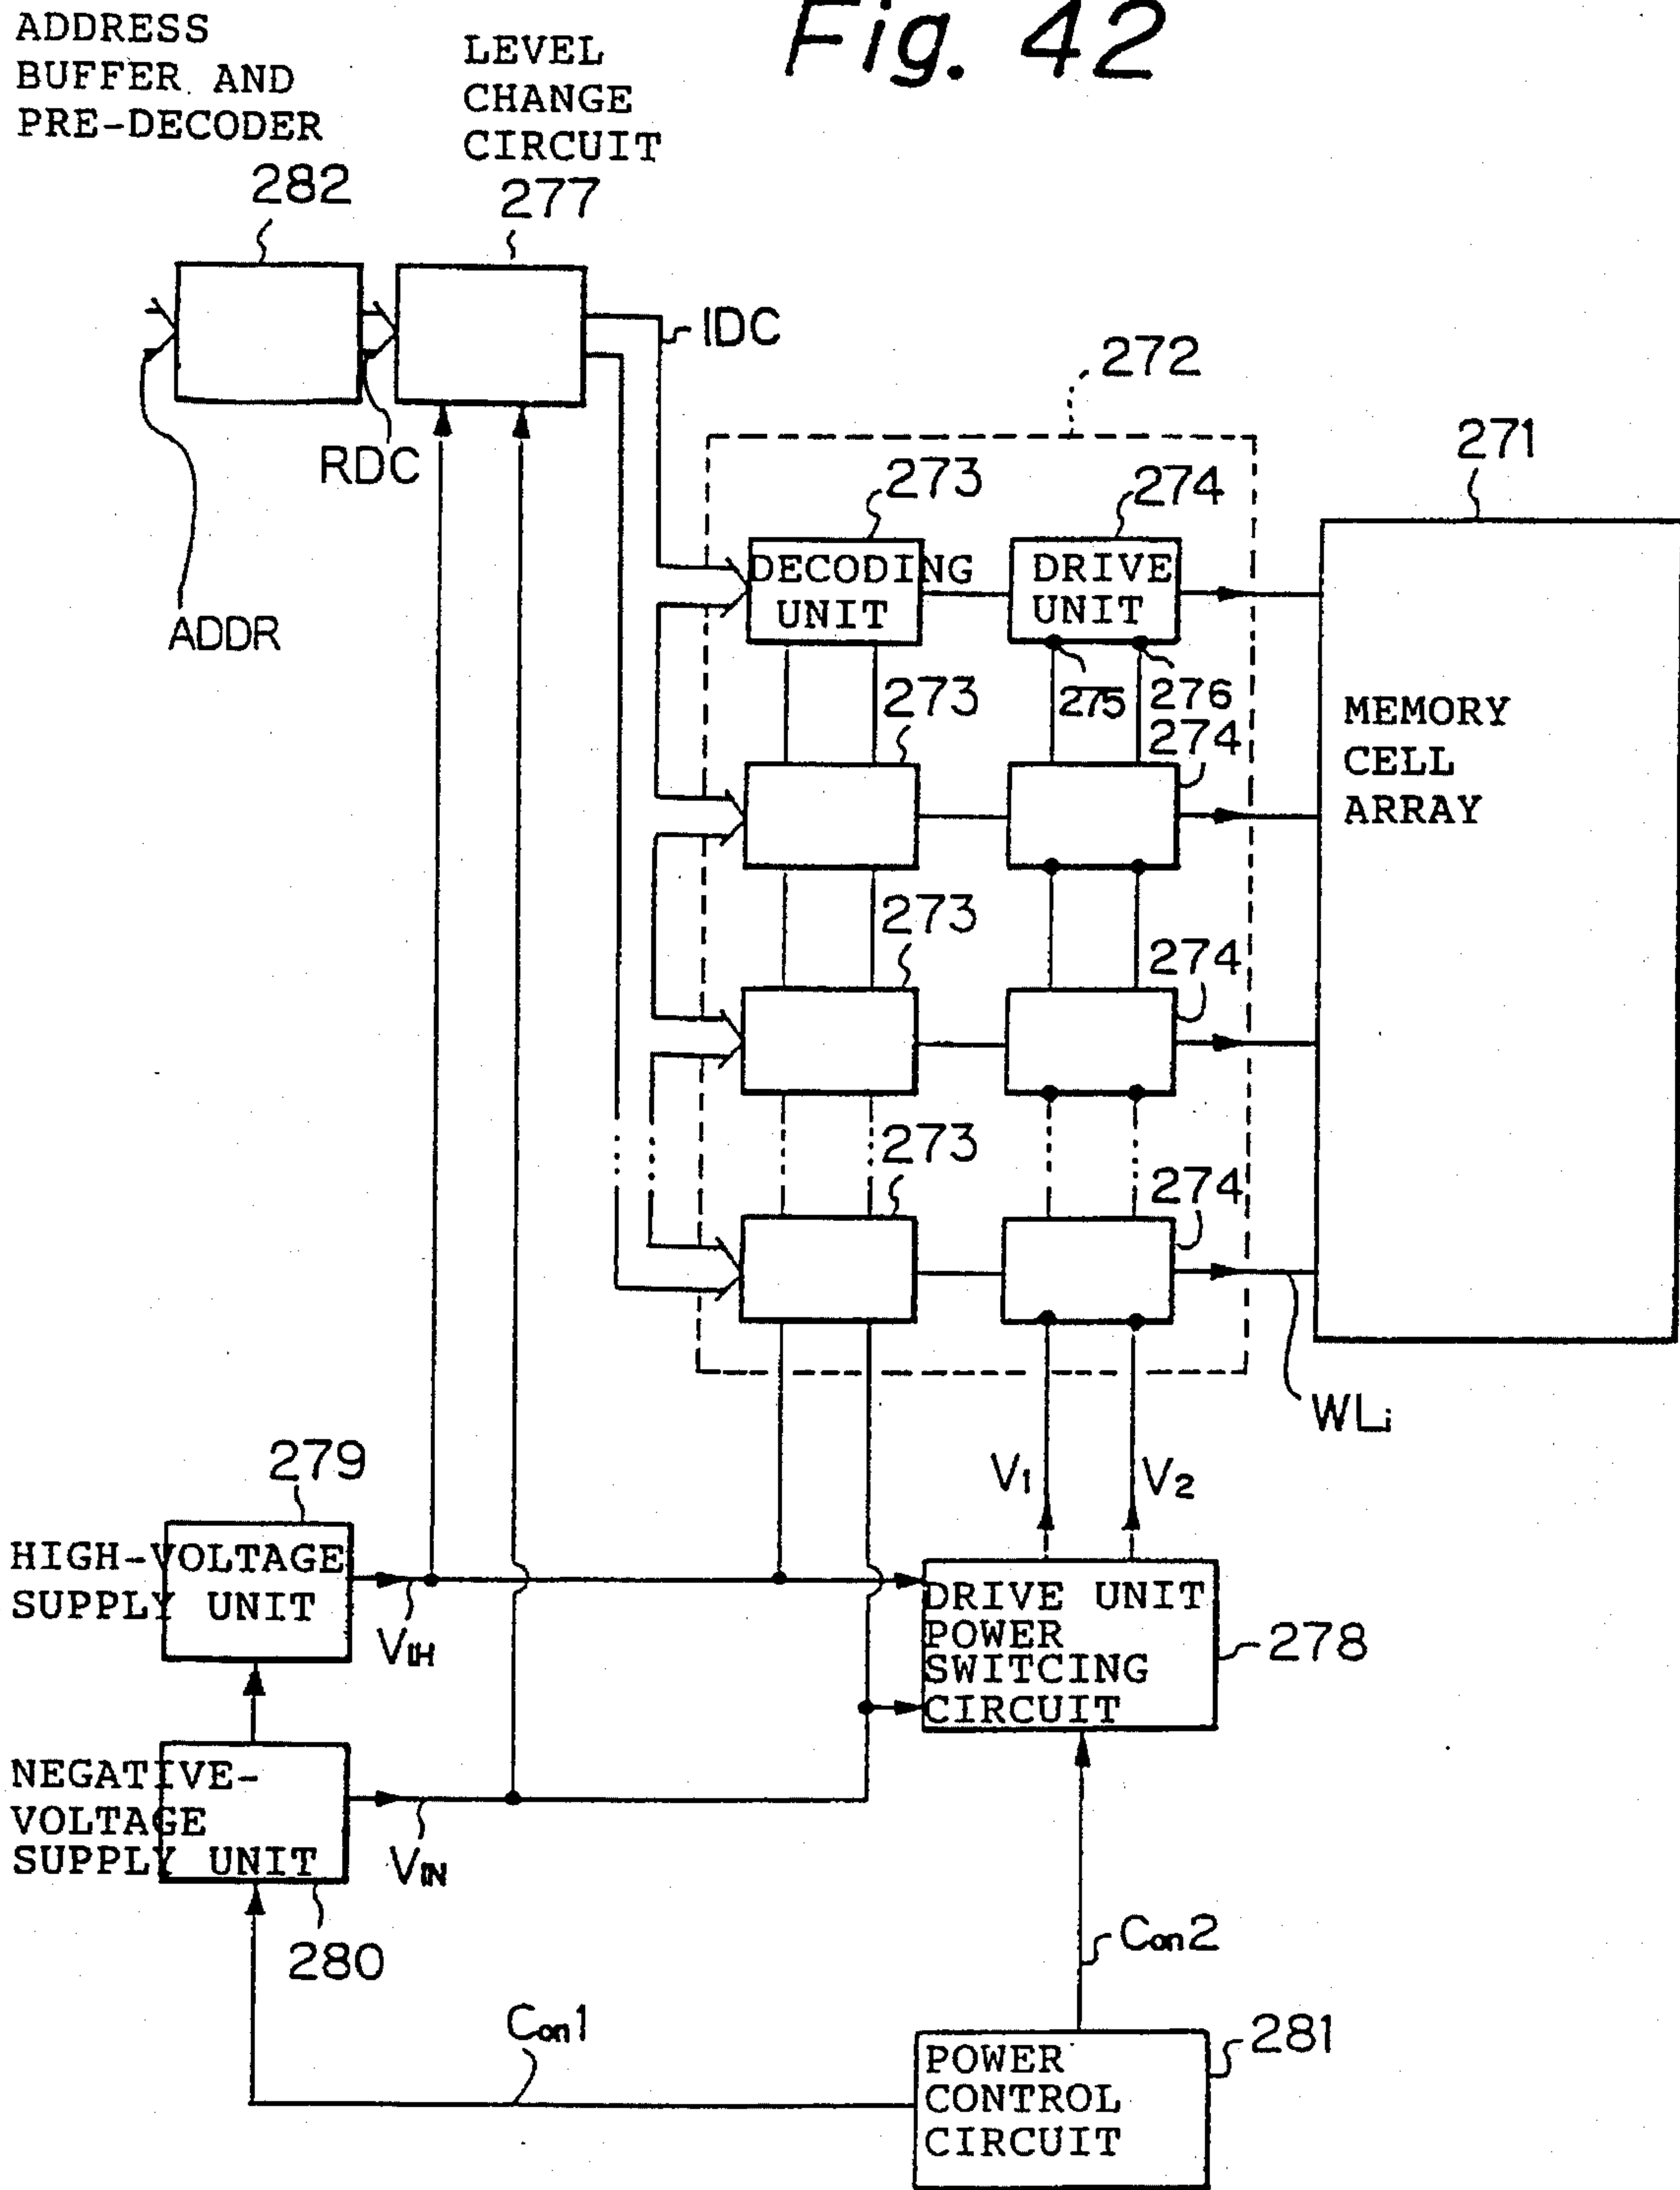 Fig. 42
ADDRESS
BUFFER AND
PRE-DECODER
282
LEVEL
CHANGE
CIRCUIT
277
IDC
RDC
ADDR
272
271
273
274
DECODING
UNIT
DRIVE
UNIT
275
276
273
274
MEMORY
CELL
ARRAY
273
274
273
274
WLi
V1
V2
279
HIGH-VOLTAGE
SUPPLY UNIT
VIH
DRIVE UNIT
POWER
SWITCING
CIRCUIT
278
NEGATIVE-
VOLTAGE
SUPPLY UNIT
VIN
280
Con2
Con1
281
POWER
CONTROL
CIRCUIT